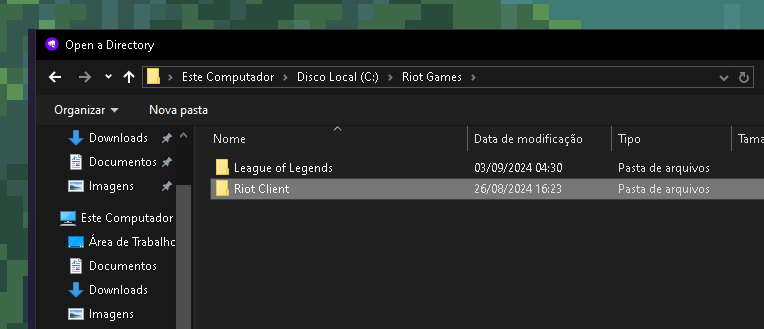 Open a Directory
Este Computador > Disco Local (C:) > Riot Games >
Organizar Nova pasta
Nome Data de modificação Tipo Tama
Downloads
Documentos
Imagens
Este Computador
Área de Trabalho
Documentos
Downloads
Imagens
League of Legends 03/09/2024 04:30 Pasta de arquivos
Riot Client 26/08/2024 16:23 Pasta de arquivos